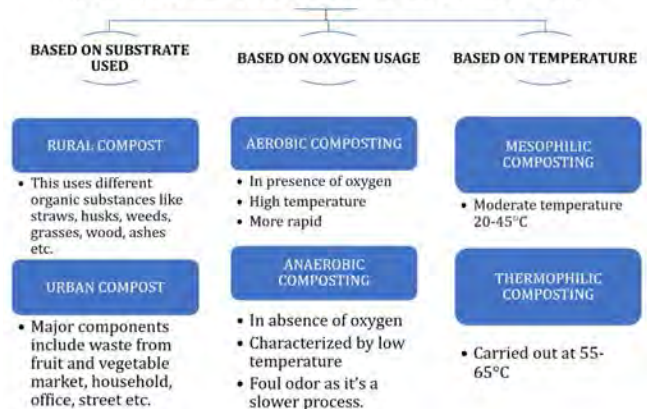 BASED ON SUBSTRATE
USED
RURAL COMPOST
• This uses different
organic substances like
straws, husks, weeds,
grasses, wood, ashes
etc.
URBAN COMPOST
• Major components
include waste from
fruit and vegetable
market, household,
office, street etc.
BASED ON OXYGEN USAGE
AEROBIC COMPOSTING
• In presence of oxygen
• High temperature
• More rapid
ANAEROBIC
COMPOSTING
• In absence of oxygen
• Characterized by low
temperature
• Foul odor as it's a
slower process.
BASED ON TEMPERATURE
MESOPHILIC
COMPOSTING
• Moderate temperature
20-45°C
THERMOPHILIC
COMPOSTING
• Carried out at 55-
65°C